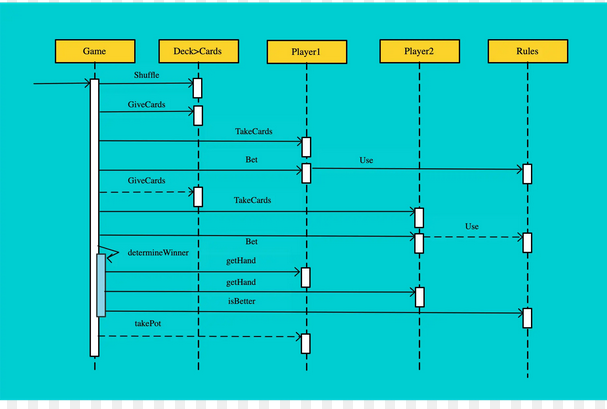 Game
Deck>Cards
Player1
Player2
Rules
Shuffle
GiveCards
TakeCards
Bet
Use
GiveCards
TakeCards
Use
Bet
determineWinner
getHand
getHand
isBetter
takePot